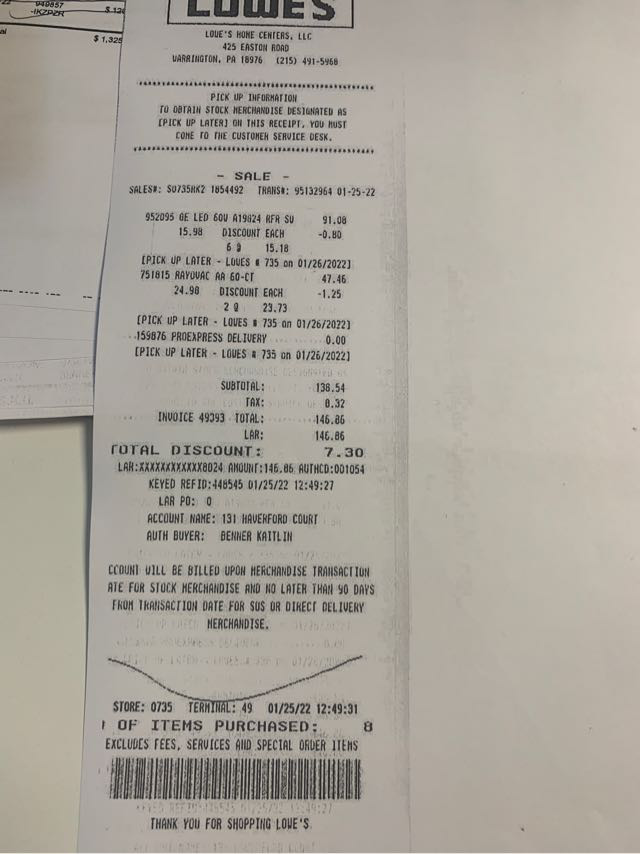 949857
-IKZPZR
$ 1,325
LOWE'S
LOWE'S HOME CENTERS, LLC
425 EASTON ROAD
WARRINGTON, PA 18976 (215) 491-5968
PICK UP INFORMATION
TO OBTAIN STOCK MERCHANDISE DESIGNATED AS
[PICK UP LATER] ON THIS RECEIPT, YOU MUST
COME TO THE CUSTOMER SERVICE DESK.
- SALE -
SALES#: S0735HK2 1854492 TRANS#: 95132964 01-25-22
952095 GE LED 60W A19824 RFR SW 91.08
15.98 DISCOUNT EACH -0.80
6 @ 15.18
[PICK UP LATER - LOWES # 735 on 01/26/2022]
751815 RAYOVAC AA 60-CT 47.46
24.98 DISCOUNT EACH -1.25
2 @ 23.73
[PICK UP LATER - LOWES # 735 on 01/26/2022]
159876 PROEXPRESS DELIVERY 0.00
[PICK UP LATER - LOWES # 735 on 01/26/2022]
SUBTOTAL: 138.54
TAX: 8.32
INVOICE 49393 TOTAL: 146.86
LAR: 146.86
TOTAL DISCOUNT: 7.30
LAR:XXXXXXXXXXXX8024 AMOUNT:146.86 AUTHCD:001054
KEYED REFID:448545 01/25/22 12:49:27
LAR PO: 0
ACCOUNT NAME: 131 HAVERFORD COURT
AUTH BUYER: BENNER KAITLIN
CCOUNT WILL BE BILLED UPON MERCHANDISE TRANSACTION
ATE FOR STOCK MERCHANDISE AND NO LATER THAN 90 DAYS
FROM TRANSACTION DATE FOR SOS OR DIRECT DELIVERY
MERCHANDISE.
STORE: 0735 TERMINAL: 49 01/25/22 12:49:31
OF ITEMS PURCHASED: 8
EXCLUDES FEES, SERVICES AND SPECIAL ORDER ITEMS
THANK YOU FOR SHOPPING LOWE'S